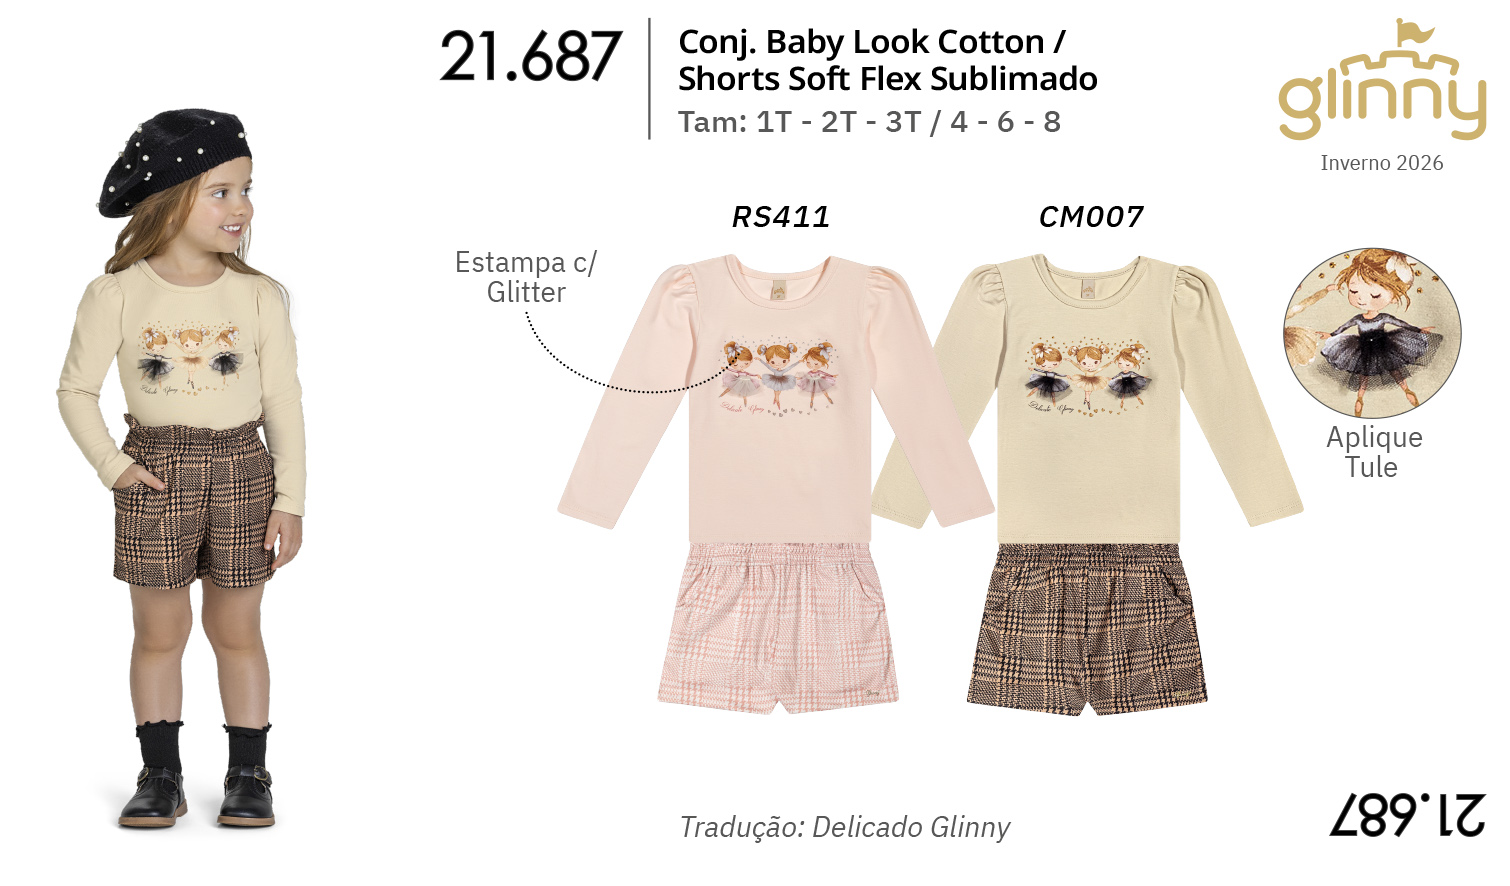 21.687
Conj. Baby Look Cotton /
Shorts Soft Flex Sublimado
Tam: 1T - 2T - 3T / 4 - 6 - 8
glinny
Inverno 2026
RS411
CM007
Estampa c/
Glitter
Aplique
Tule
Tradução: Delicado Glinny
21.687